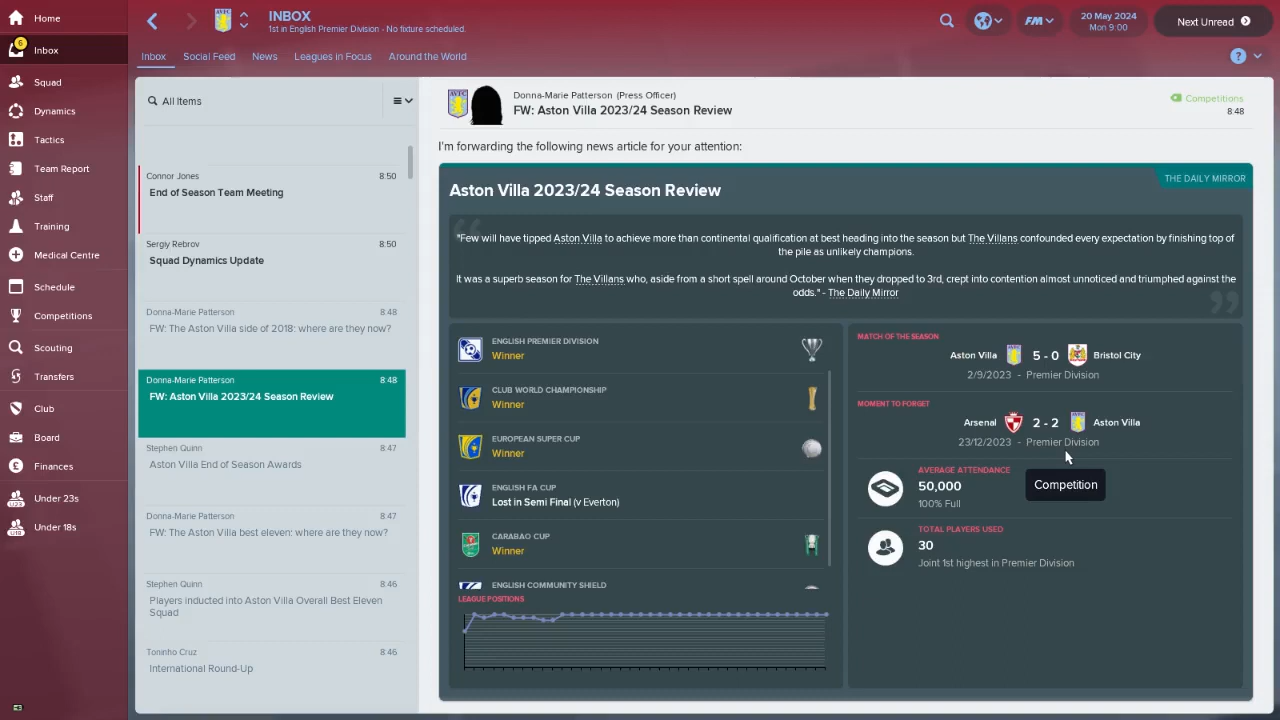 Home
Inbox
6
Squad
Dynamics
Tactics
Team Report
Staff
Training
Medical Centre
Schedule
Competitions
Scouting
Transfers
Club
Board
Finances
Under 23s
Under 18s
INBOX
1st in English Premier Division - No fixture scheduled.
FM
20 May 2024
Mon 9:00
Next Unread
Inbox
Social Feed
News
Leagues in Focus
Around the World
?
All Items
Connor Jones 8:50
End of Season Team Meeting
Sergiy Rebrov 8:50
Squad Dynamics Update
Donna-Marie Patterson 8:48
FW: The Aston Villa side of 2018: where are they now?
Donna-Marie Patterson 8:48
FW: Aston Villa 2023/24 Season Review
Stephen Quinn 8:47
Aston Villa End of Season Awards
Donna-Marie Patterson 8:47
FW: The Aston Villa best eleven: where are they now?
Stephen Quinn 8:46
Players inducted into Aston Villa Overall Best Eleven
Squad
Toninho Cruz 8:46
International Round-Up
Donna-Marie Patterson (Press Officer)
FW: Aston Villa 2023/24 Season Review
Competitions
8:48
I'm forwarding the following news article for your attention:
Aston Villa 2023/24 Season Review
THE DAILY MIRROR
"Few will have tipped Aston Villa to achieve more than continental qualification at best heading into the season but The Villans confounded every expectation by finishing top
of the pile as unlikely champions.
It was a superb season for The Villans who, aside from a short spell around October when they dropped to 3rd, crept into contention almost unnoticed and triumphed against the
odds." - The Daily Mirror
ENGLISH PREMIER DIVISION
Winner
CLUB WORLD CHAMPIONSHIP
Winner
EUROPEAN SUPER CUP
Winner
ENGLISH FA CUP
Lost in Semi Final (v Everton)
CARABAO CUP
Winner
ENGLISH COMMUNITY SHIELD
LEAGUE POSITIONS
MATCH OF THE SEASON
Aston Villa 5 - 0 Bristol City
2/9/2023 - Premier Division
MOMENT TO FORGET
Arsenal 2 - 2 Aston Villa
23/12/2023 - Premier Division
AVERAGE ATTENDANCE
50,000
100% Full
Competition
TOTAL PLAYERS USED
30
Joint 1st highest in Premier Division